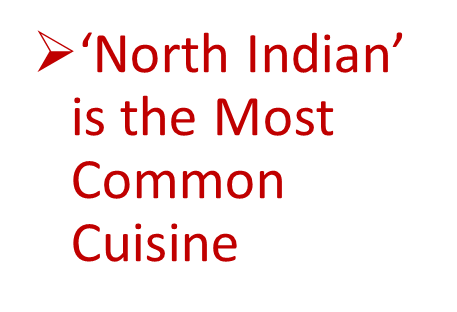 ➢‘North Indian’
is the Most
Common
Cuisine